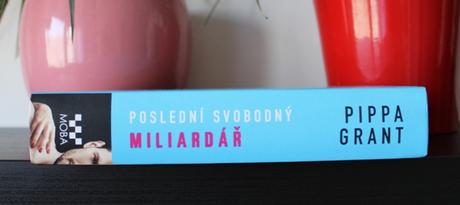 MOBA
POSLEDNÍ SVOBODNÝ
MILIARDÁŘ
PIPPA
GRANT